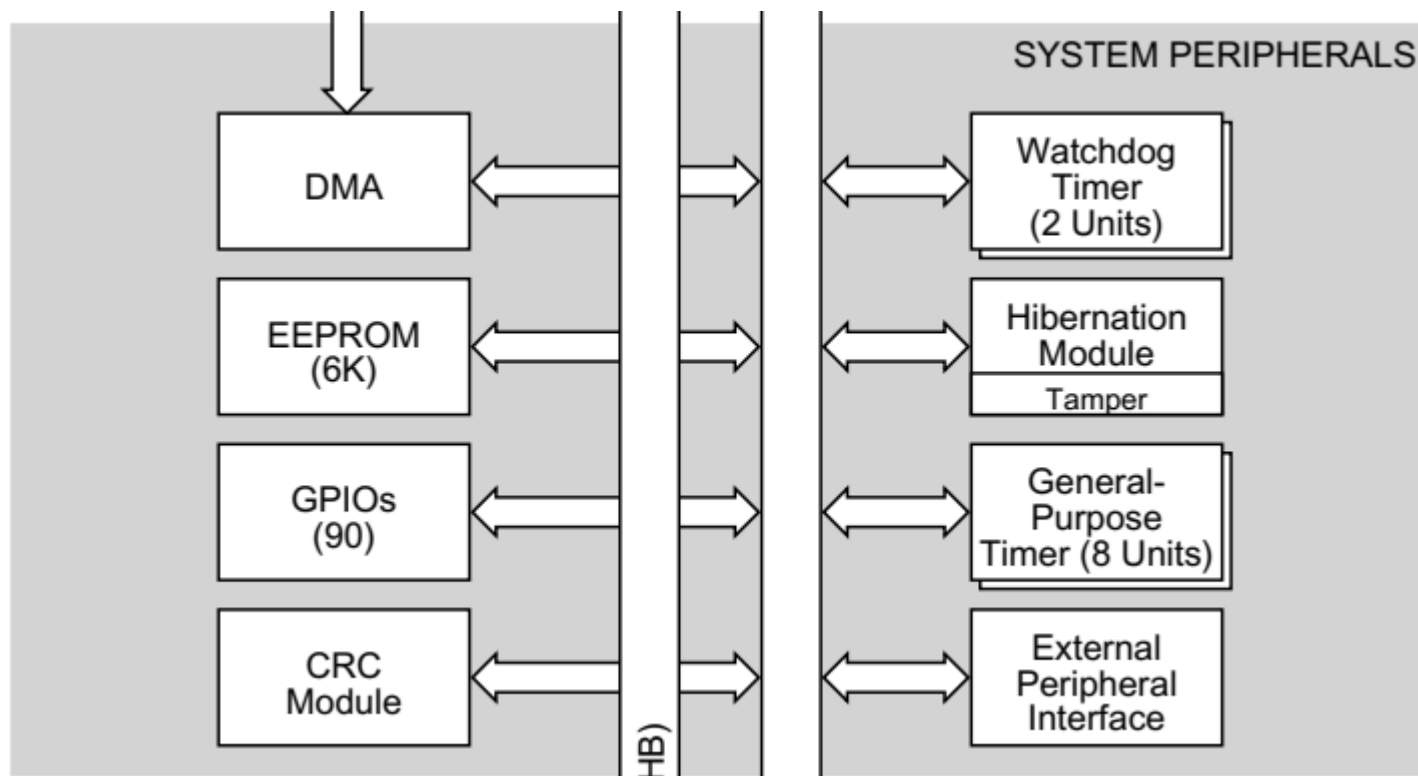 SYSTEM PERIPHERALS
DMA
Watchdog
Timer
(2 Units)
EEPROM
(6K)
Hibernation
Module
Tamper
GPIOs
(90)
General-
Purpose
Timer (8 Units)
CRC
Module
External
Peripheral
Interface
HB)